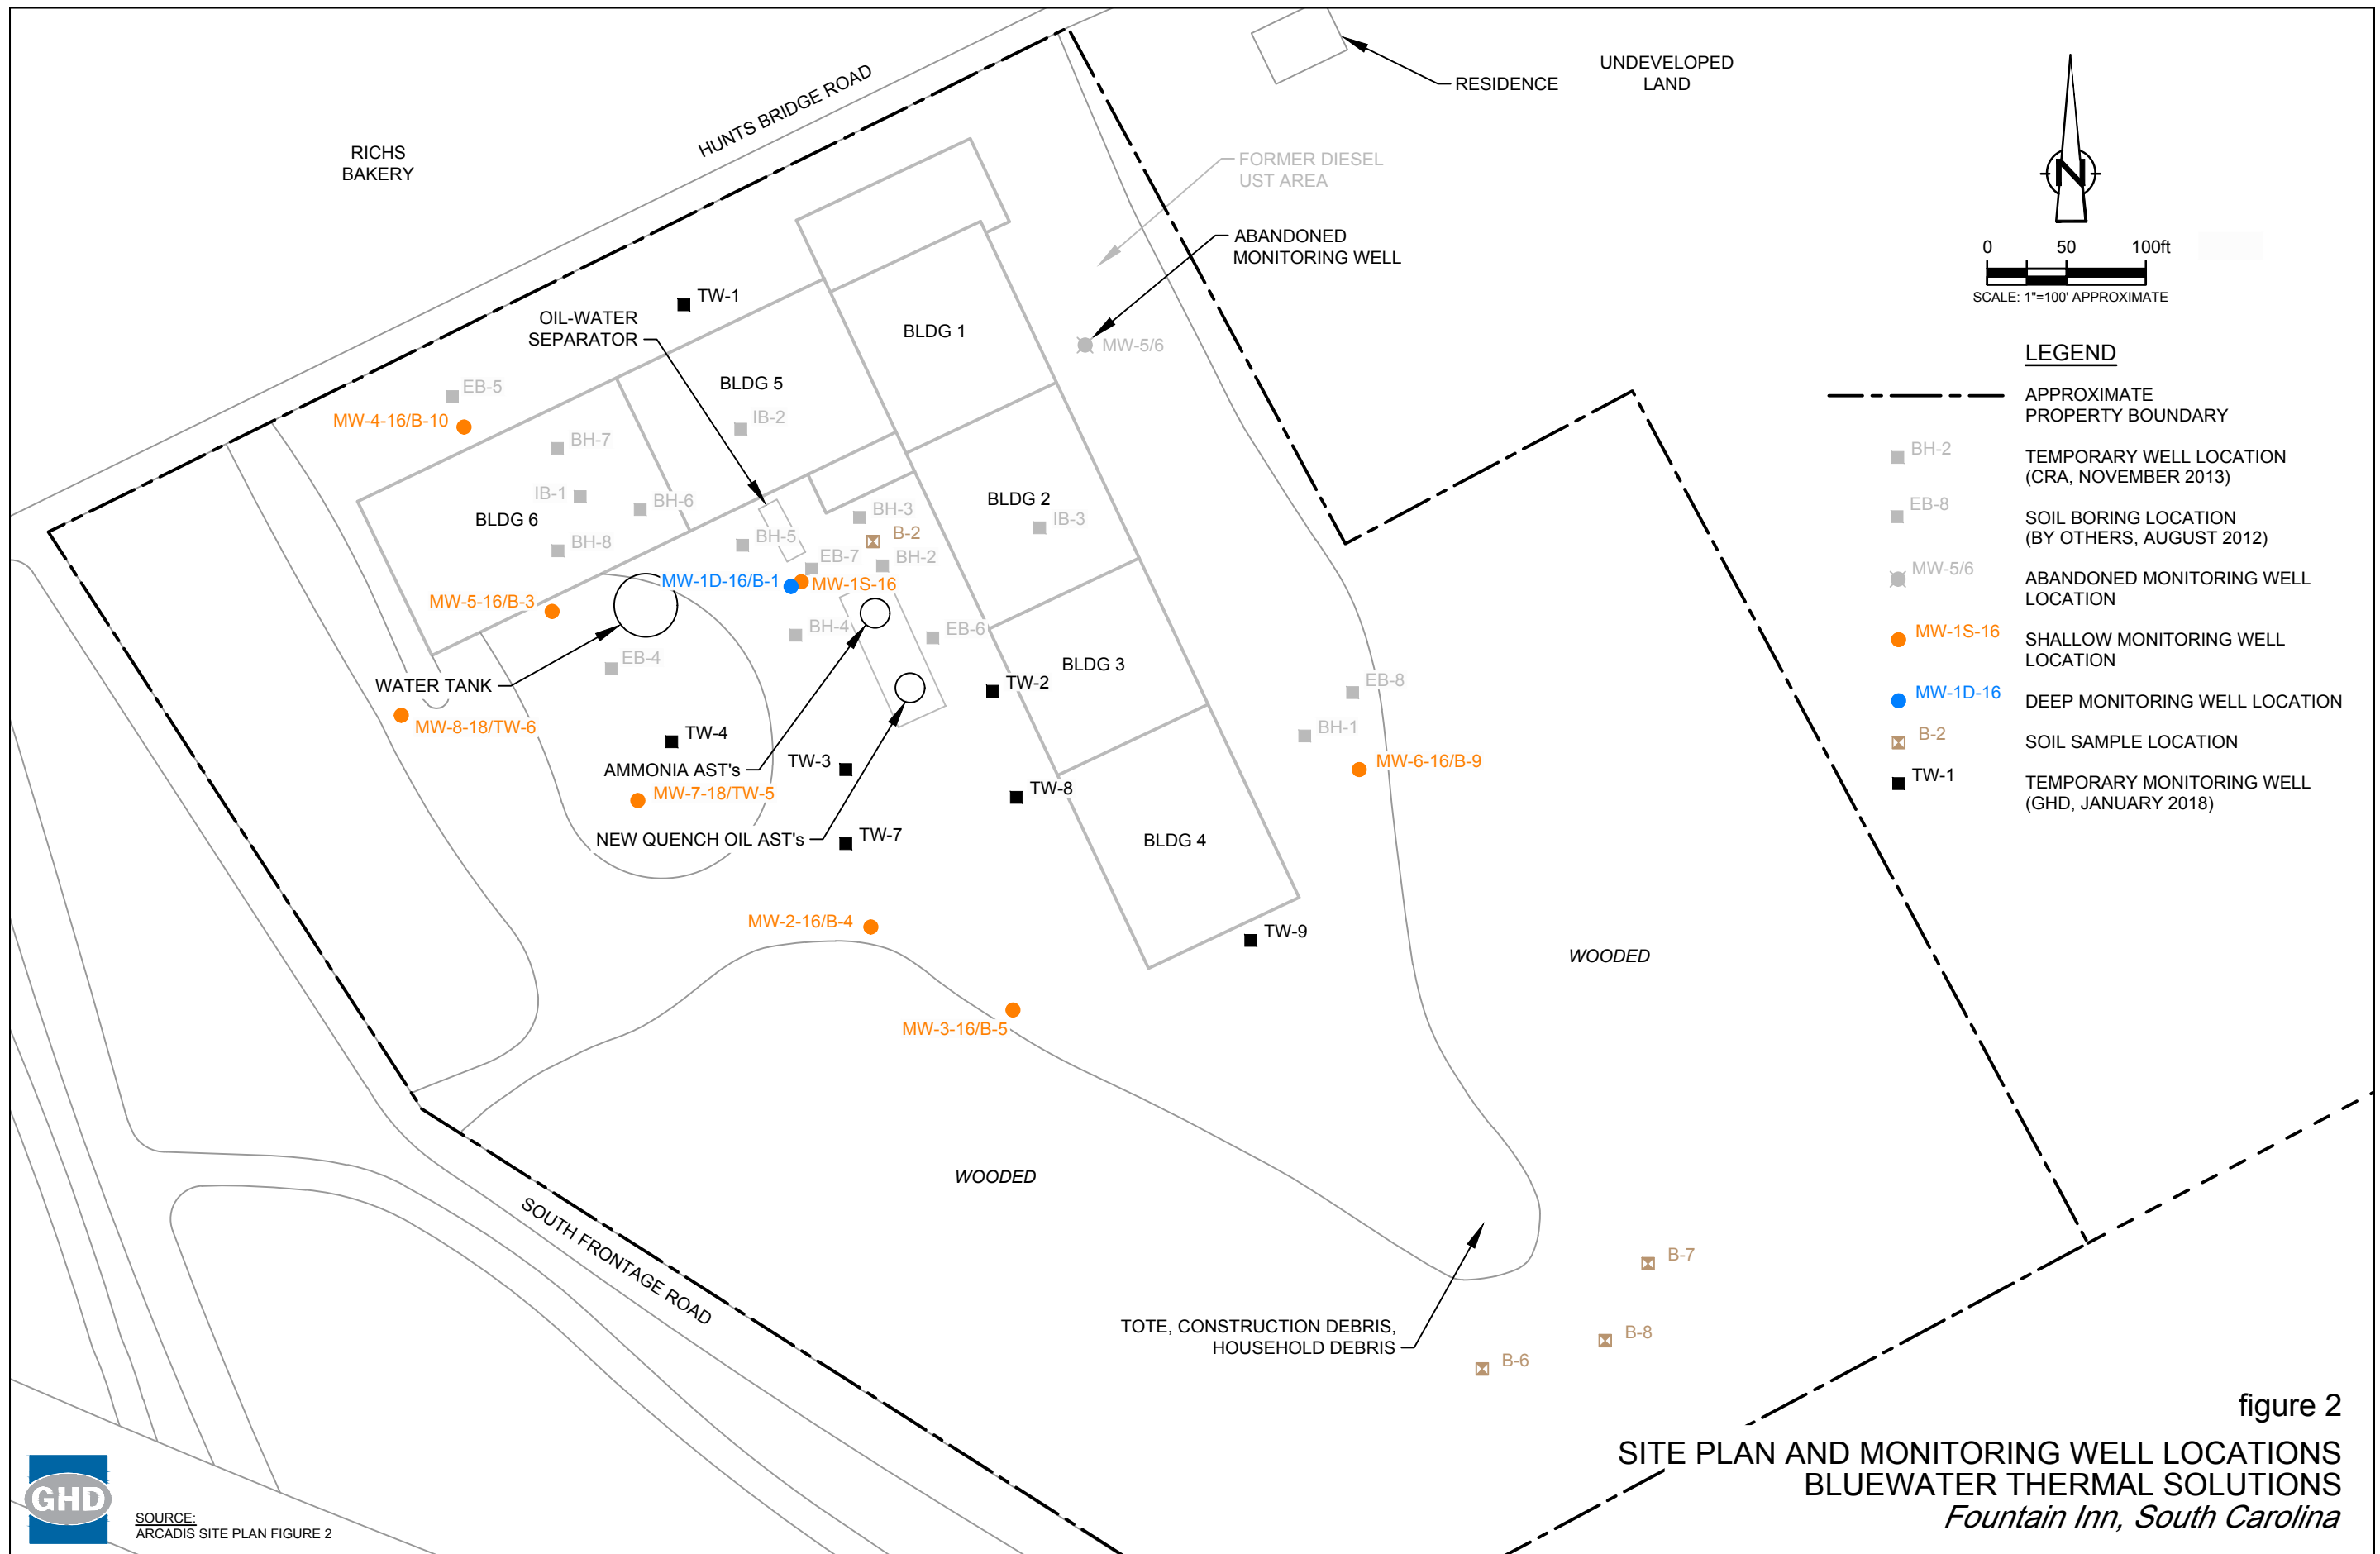 HUNTS BRIDGE ROAD
RICHS
BAKERY
RESIDENCE
UNDEVELOPED
LAND
FORMER DIESEL
UST AREA
ABANDONED
MONITORING WELL
MW-5/6
N
0 50 100ft
SCALE: 1"=100' APPROXIMATE
LEGEND
APPROXIMATE
PROPERTY BOUNDARY
BH-2
TEMPORARY WELL LOCATION
(CRA, NOVEMBER 2013)
EB-8
SOIL BORING LOCATION
(BY OTHERS, AUGUST 2012)
MW-5/6
ABANDONED MONITORING WELL
LOCATION
MW-1S-16
SHALLOW MONITORING WELL
LOCATION
MW-1D-16
DEEP MONITORING WELL LOCATION
B-2
SOIL SAMPLE LOCATION
TW-1
TEMPORARY MONITORING WELL
(GHD, JANUARY 2018)
TW-1
OIL-WATER
SEPARATOR
BLDG 1
BLDG 5
EB-5
MW-4-16/B-10
IB-2
BH-7
IB-1
BH-6
BLDG 6
BH-8
BLDG 2
IB-3
BH-3
B-2
BH-5
EB-7
BH-2
MW-1D-16/B-1
MW-1S-16
MW-5-16/B-3
BH-4
EB-6
EB-4
WATER TANK
BLDG 3
TW-2
EB-8
BH-1
MW-8-18/TW-6
TW-4
TW-3
AMMONIA AST's
MW-7-18/TW-5
TW-8
MW-6-16/B-9
NEW QUENCH OIL AST's
TW-7
BLDG 4
MW-2-16/B-4
TW-9
WOODED
MW-3-16/B-5
WOODED
SOUTH FRONTAGE ROAD
TOTE, CONSTRUCTION DEBRIS,
HOUSEHOLD DEBRIS
B-7
B-8
B-6
figure 2
SITE PLAN AND MONITORING WELL LOCATIONS
BLUEWATER THERMAL SOLUTIONS
Fountain Inn, South Carolina
GHD
SOURCE:
ARCADIS SITE PLAN FIGURE 2